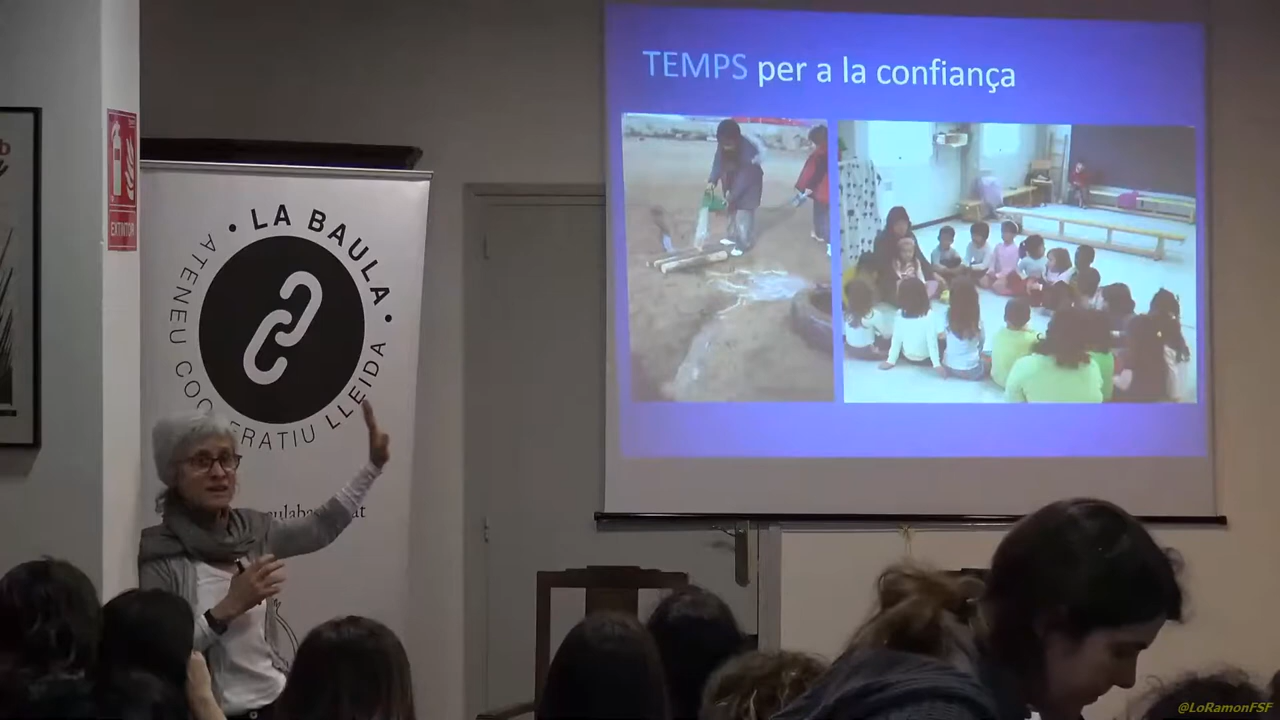 TEMPS per a la confiança
EXTINTOR
• LA BAULA •
ATENEU COOPERATIU LLEIDA
@LoRamonFSF